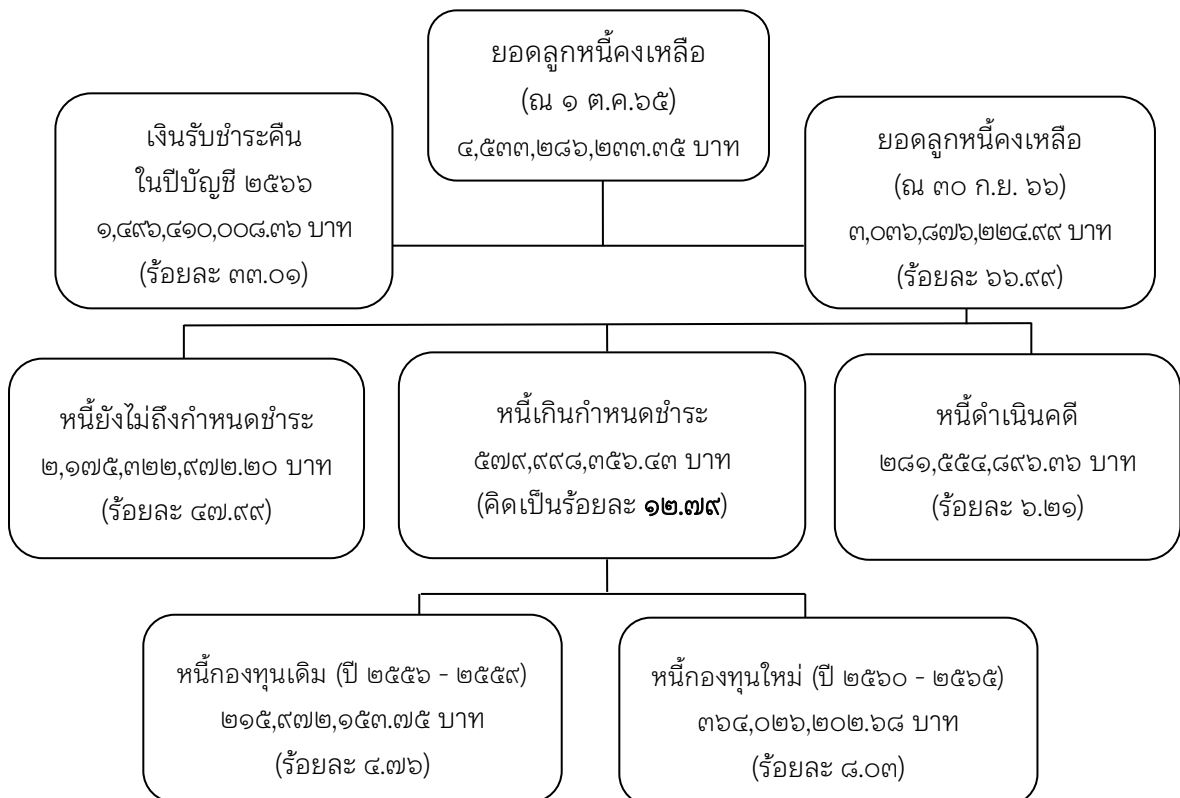 ยอดลูกหนี้คงเหลือ
(ณ ๑ ต.ค.๖๕)
๔,๕๓๓,๒๘๖,๒๓๓.๓๕ บาท
เงินรับชำระคืน
ในปีบัญชี ๒๕๖๖
๑,๔๙๖,๔๑๐,๐๐๘.๓๖ บาท
(ร้อยละ ๓๓.๐๑)
ยอดลูกหนี้คงเหลือ
(ณ ๓๐ ก.ย. ๖๖)
๓,๐๓๖,๘๗๖,๒๒๔.๙๙ บาท
(ร้อยละ ๖๖.๙๙)
หนี้ยังไม่ถึงกำหนดชำระ
๒,๑๗๕,๓๒๒,๙๗๒.๒๐ บาท
(ร้อยละ ๔๗.๙๙)
หนี้เกินกำหนดชำระ
๕๗๙,๙๙๘,๓๕๖.๔๓ บาท
(คิดเป็นร้อยละ ๑๒.๗๙)
หนี้ดำเนินคดี
๒๘๑,๕๕๔,๘๙๖.๓๖ บาท
(ร้อยละ ๖.๒๑)
หนี้กองทุนเดิม (ปี ๒๕๕๖ - ๒๕๕๙)
๒๑๕,๙๗๒,๑๕๓.๗๕ บาท
(ร้อยละ ๔.๗๖)
หนี้กองทุนใหม่ (ปี ๒๕๖๐ - ๒๕๖๕)
๓๖๔,๐๒๖,๒๐๒.๖๘ บาท
(ร้อยละ ๘.๐๓)